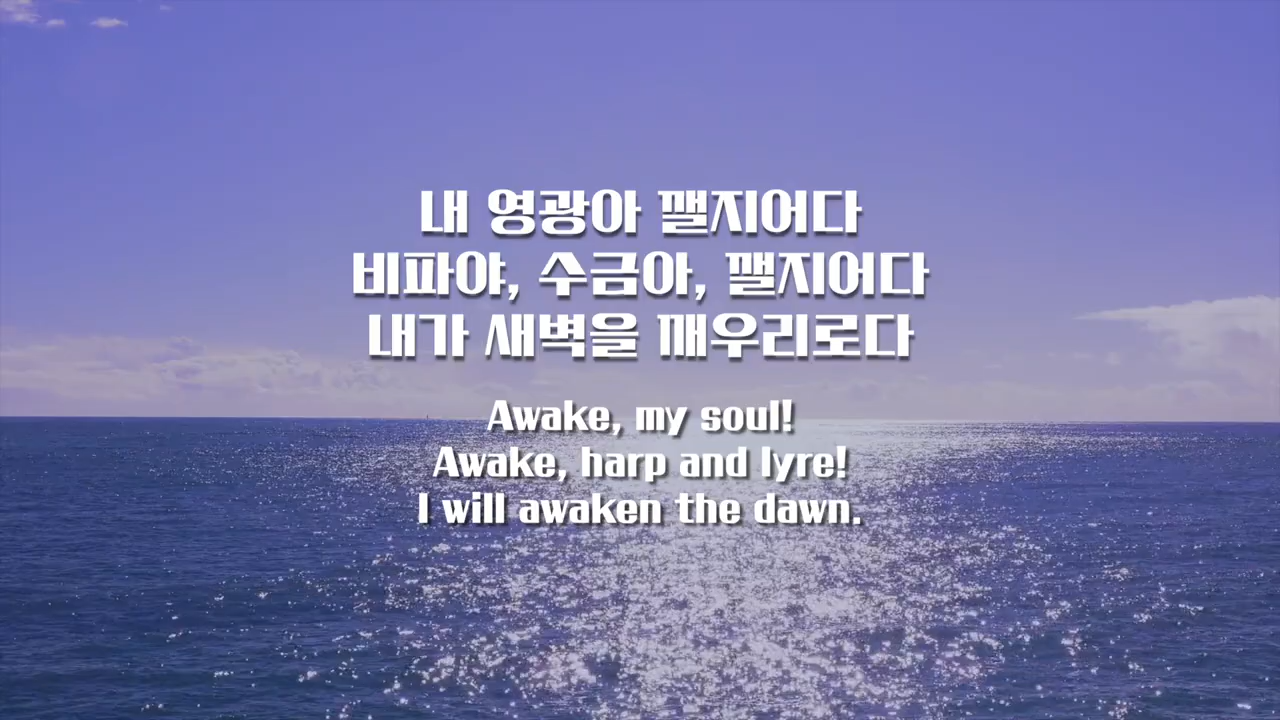 내 영광아 깰지어다
비파야, 수금아, 깰지어다
내가 새벽을 깨우리로다
Awake, my soul!
Awake, harp and lyre!
I will awaken the dawn.